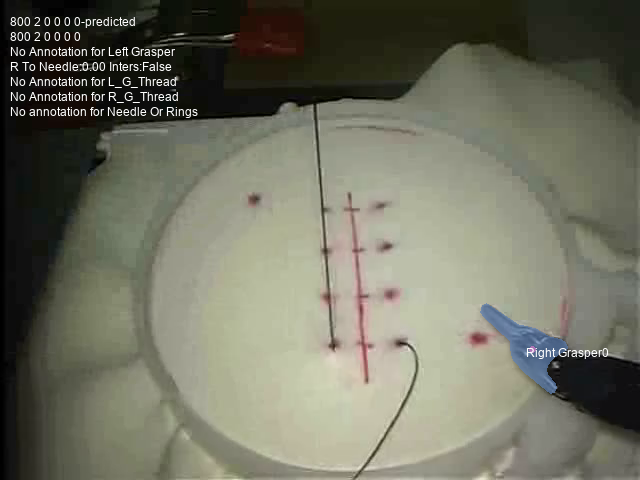 800 2 0 0 0 0-predicted
800 2 0 0 0 0
No Annotation for Left Grasper
R To Needle:0.00 Inters:False
No Annotation for L_G_Thread
No Annotation for R_G_Thread
No annotation for Needle Or Rings
Right Grasper0